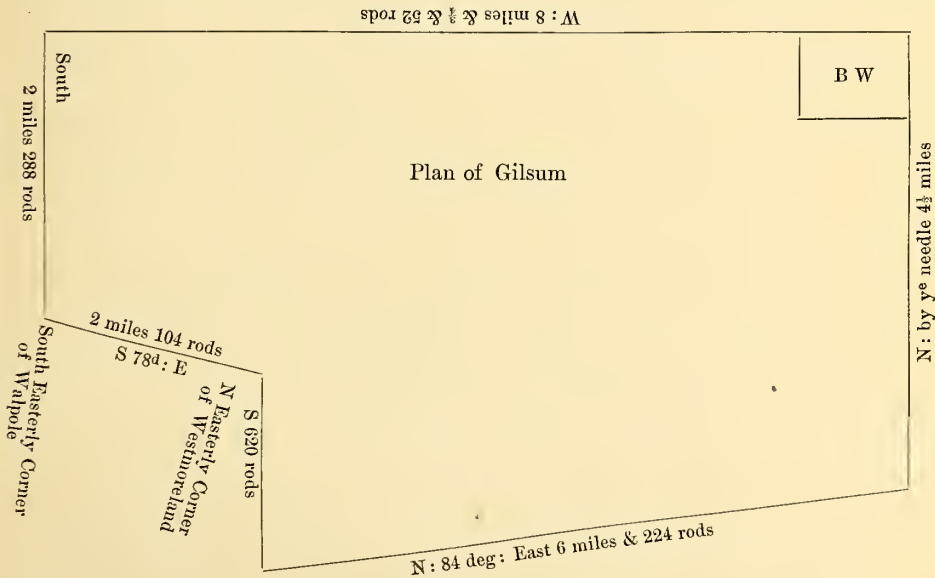 W: 8 miles & ¾ & 52 rods
South
2 miles 288 rods
B W
Plan of Gilsum
N: by yᵉ needle 4½ miles
2 miles 104 rods
S 78ᵈ: E
South Easterly Corner
of Walpole
N Easterly Corner
of Westmoreland
S 620 rods
N: 84 deg: East 6 miles & 224 rods